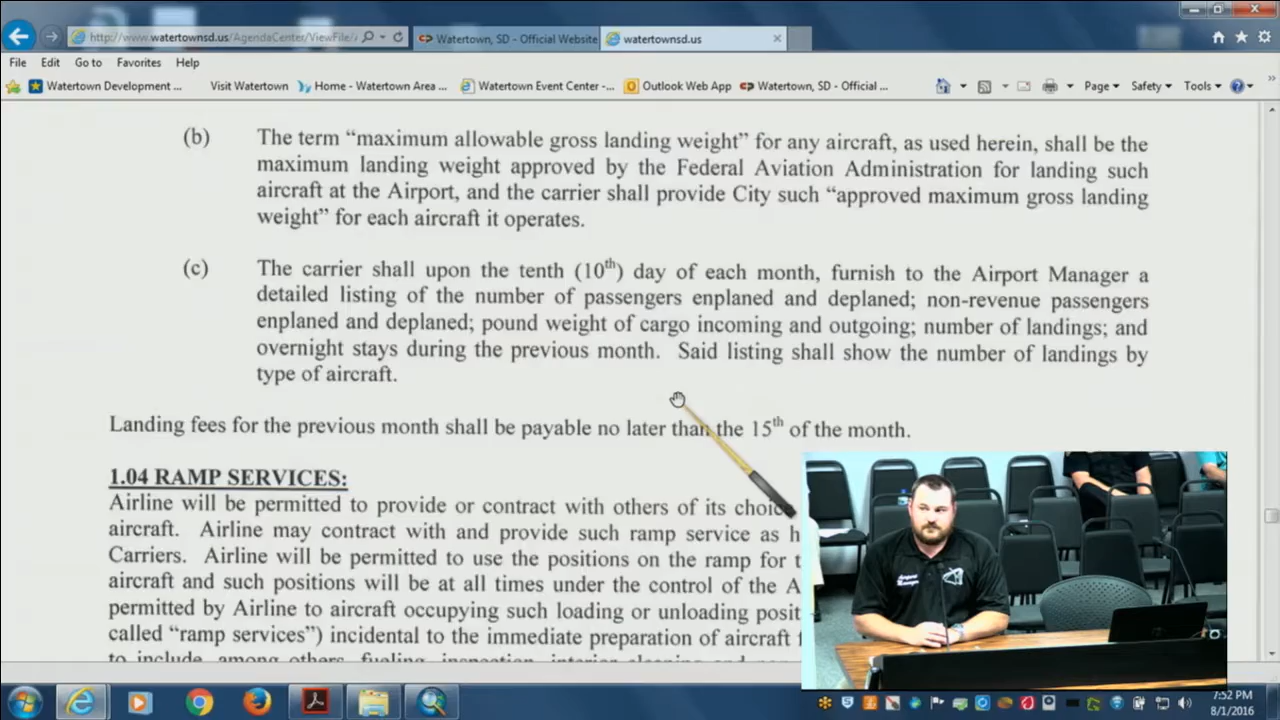 http://www.watertownsd.us/AgendaCenter/ViewFile/
Watertown, SD - Official Website
watertownsd.us
File Edit Go to Favorites Help
Watertown Development ... Visit Watertown Home - Watertown Area ... Watertown Event Center -... Outlook Web App Watertown, SD - Official ... Page Safety Tools
(b) The term “maximum allowable gross landing weight” for any aircraft, as used herein, shall be the
maximum landing weight approved by the Federal Aviation Administration for landing such
aircraft at the Airport, and the carrier shall provide City such “approved maximum gross landing
weight” for each aircraft it operates.
(c) The carrier shall upon the tenth (10th) day of each month, furnish to the Airport Manager a
detailed listing of the number of passengers enplaned and deplaned; non-revenue passengers
enplaned and deplaned; pound weight of cargo incoming and outgoing; number of landings; and
overnight stays during the previous month. Said listing shall show the number of landings by
type of aircraft.
Landing fees for the previous month shall be payable no later than the 15th of the month.
1.04 RAMP SERVICES:
Airline will be permitted to provide or contract with others of its choic
aircraft. Airline may contract with and provide such ramp service as h
Carriers. Airline will be permitted to use the positions on the ramp for t
aircraft and such positions will be at all times under the control of the A
permitted by Airline to aircraft occupying such loading or unloading posit
called “ramp services”) incidental to the immediate preparation of aircraft
to include, among others, fueling, inspection, interior cleaning and
Airport
Manager
7:52 PM
8/1/2016